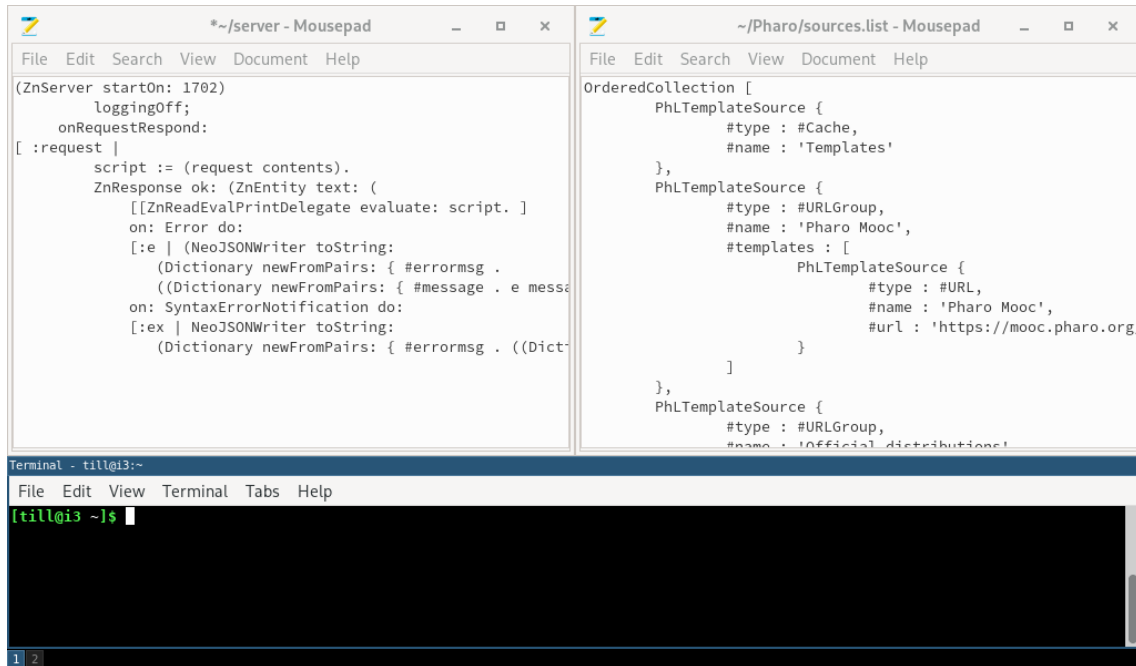 *~/server - Mousepad
File Edit Search View Document Help
(ZnServer startOn: 1702)
loggingOff;
onRequestRespond:
[ :request |
script := (request contents).
ZnResponse ok: (ZnEntity text: (
[[ZnReadEvalPrintDelegate evaluate: script. ]
on: Error do:
[:e | (NeoJSONWriter toString:
(Dictionary newFromPairs: { #errormsg .
((Dictionary newFromPairs: { #message . e messa
on: SyntaxErrorNotification do:
[:ex | NeoJSONWriter toString:
(Dictionary newFromPairs: { #errormsg . ((Dict
~/Pharo/sources.list - Mousepad
File Edit Search View Document Help
OrderedCollection [
PhLTemplateSource {
#type : #Cache,
#name : 'Templates'
},
PhLTemplateSource {
#type : #URLGroup,
#name : 'Pharo Mooc',
#templates : [
PhLTemplateSource {
#type : #URL,
#name : 'Pharo Mooc',
#url : 'https://mooc.pharo.org/
}
]
},
PhLTemplateSource {
#type : #URLGroup,
#name : 'Official distributions'
Terminal - till@i3:~
File Edit View Terminal Tabs Help
[till@i3 ~]$
1 2